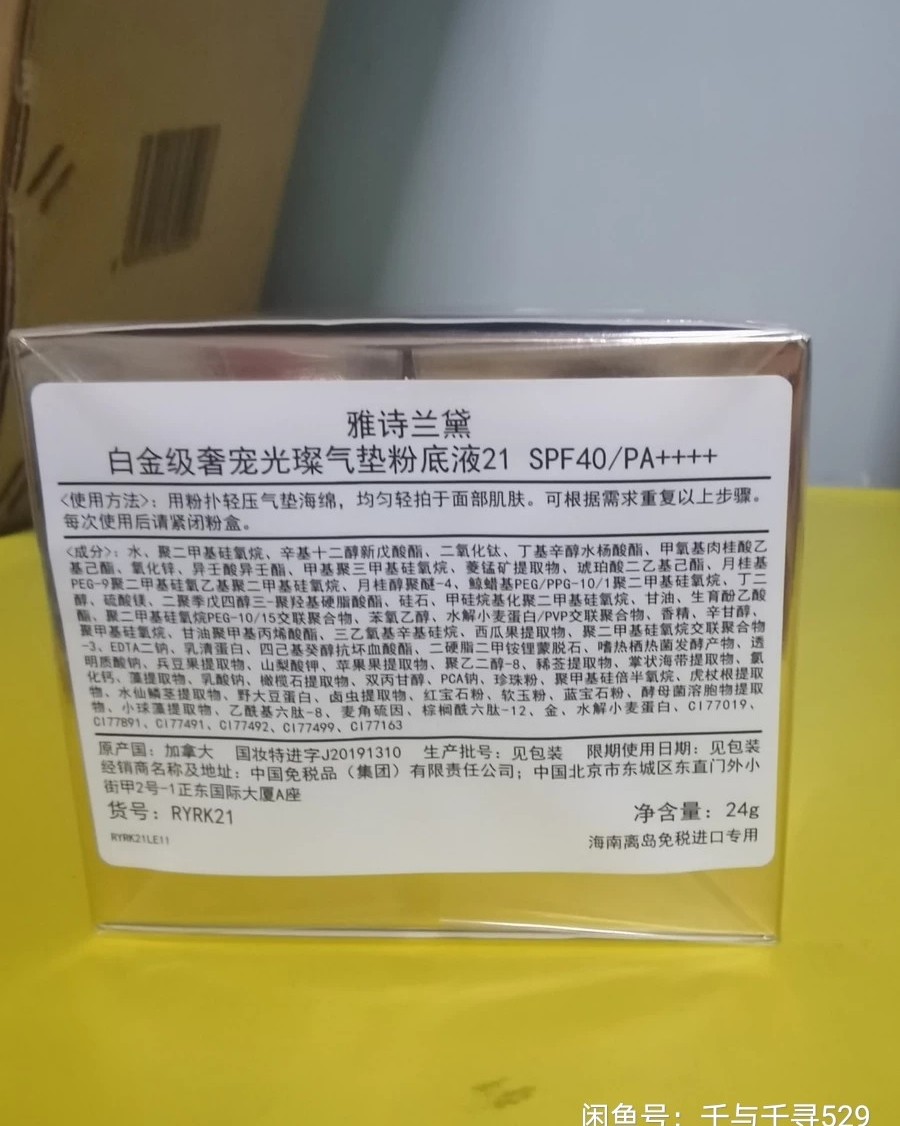 雅诗兰黛
白金级奢宠光璨气垫粉底液21 SPF40/PA++++
<使用方法>：用粉扑轻压气垫海绵，均匀轻拍于面部肌肤。可根据需求重复以上步骤。
每次使用后请紧闭粉盒。
<成分>：水、聚二甲基硅氧烷、辛基十二醇新戊酸酯、二氧化钛、丁基辛醇水杨酸酯、甲氧基肉桂酸乙
基己酯、氧化锌、异壬酸异壬酯、甲基聚三甲基硅氧烷、菱锰矿提取物、琥珀酸二乙基己酯、月桂基
PEG-9聚二甲基硅氧乙基聚二甲基硅氧烷、月桂醇聚醚-4、鲸蜡基PEG/PPG-10/1聚二甲基硅氧烷、丁二
醇、硫酸镁、二聚季戊四醇三-聚羟基硬脂酸酯、硅石、甲硅烷基化聚二甲基硅氧烷、甘油、生育酚乙酸
酯、聚二甲基硅氧烷PEG-10/15交联聚合物、苯氧乙醇、水解小麦蛋白/PVP交联聚合物、香精、辛甘醇、
聚甲基硅氧烷、甘油聚甲基丙烯酸酯、三乙氧基辛基硅烷、西瓜果提取物、聚二甲基硅氧烷交联聚合物
-3、EDTA二钠、乳清蛋白、四己基癸醇抗坏血酸酯、二硬脂二甲铵锂蒙脱石、嗜热栖热菌发酵产物、透
明质酸钠、兵豆果提取物、山梨酸钾、苹果果提取物、聚乙二醇-8、豨莶提取物、掌状海带提取物、氯
化钙、藻提取物、乳酸钠、橄榄石提取物、双丙甘醇、PCA钠、珍珠粉、聚甲基硅倍半氧烷、虎杖根提取
物、水仙鳞茎提取物、野大豆蛋白、卤虫提取物、红宝石粉、软玉粉、蓝宝石粉、酵母菌溶胞物提取
物、小球藻提取物、乙酰基六肽-8、麦角硫因、棕榈酰六肽-12、金、水解小麦蛋白、CI77019、
CI77891、CI77491、CI77492、CI77499、CI77163
原产国：加拿大 国妆特进字J20191310 生产批号：见包装 限期使用日期：见包装
经销商名称及地址：中国免税品（集团）有限责任公司；中国北京市东城区东直门外小
街甲2号-1正东国际大厦A座
货号：RYRK21 净含量：24g
RYRK21LE11 海南离岛免税进口专用
闲鱼号：千与千寻529